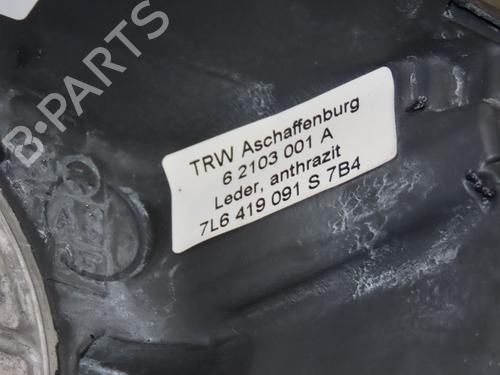 B-PARTS
TRW Aschaffenburg
6 2103 001 A
Leder, anthrazit
7L6 419 091 S 7B4